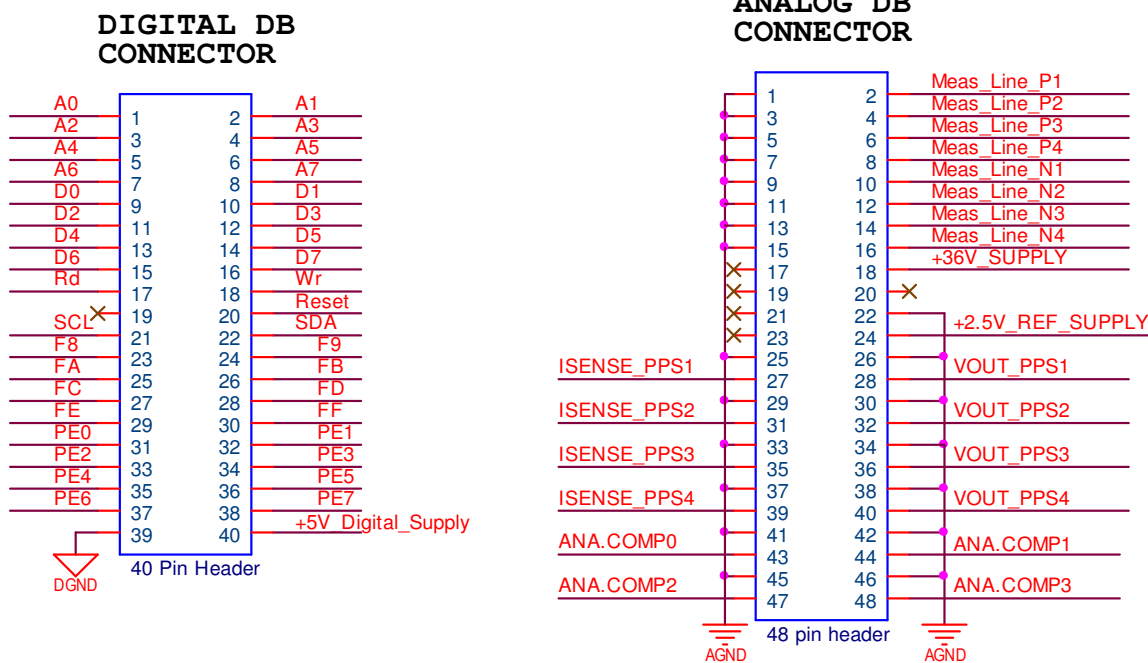 DIGITAL DB
CONNECTOR
A0 1 2 A1
A2 3 4 A3
A4 5 6 A5
A6 7 8 A7
D0 9 10 D1
D2 11 12 D3
D4 13 14 D5
D6 15 16 D7
Rd 17 18 Wr
19 20 Reset
SCL 21 22 SDA
F8 23 24 F9
FA 25 26 FB
FC 27 28 FD
FE 29 30 FF
PE0 31 32 PE1
PE2 33 34 PE3
PE4 35 36 PE5
PE6 37 38 PE7
39 40 +5V_Digital_Supply
DGND
40 Pin Header
ANALOG DB
CONNECTOR
1 2 Meas_Line_P1
3 4 Meas_Line_P2
5 6 Meas_Line_P3
7 8 Meas_Line_P4
9 10 Meas_Line_N1
11 12 Meas_Line_N2
13 14 Meas_Line_N3
15 16 Meas_Line_N4
17 18 +36V_SUPPLY
19 20
21 22
23 24 +2.5V_REF_SUPPLY
25 26
ISENSE_PPS1 27 28 VOUT_PPS1
29 30
ISENSE_PPS2 31 32 VOUT_PPS2
33 34
ISENSE_PPS3 35 36 VOUT_PPS3
37 38
ISENSE_PPS4 39 40 VOUT_PPS4
41 42
ANA.COMP0 43 44 ANA.COMP1
45 46
ANA.COMP2 47 48 ANA.COMP3
48 pin header
AGND AGND